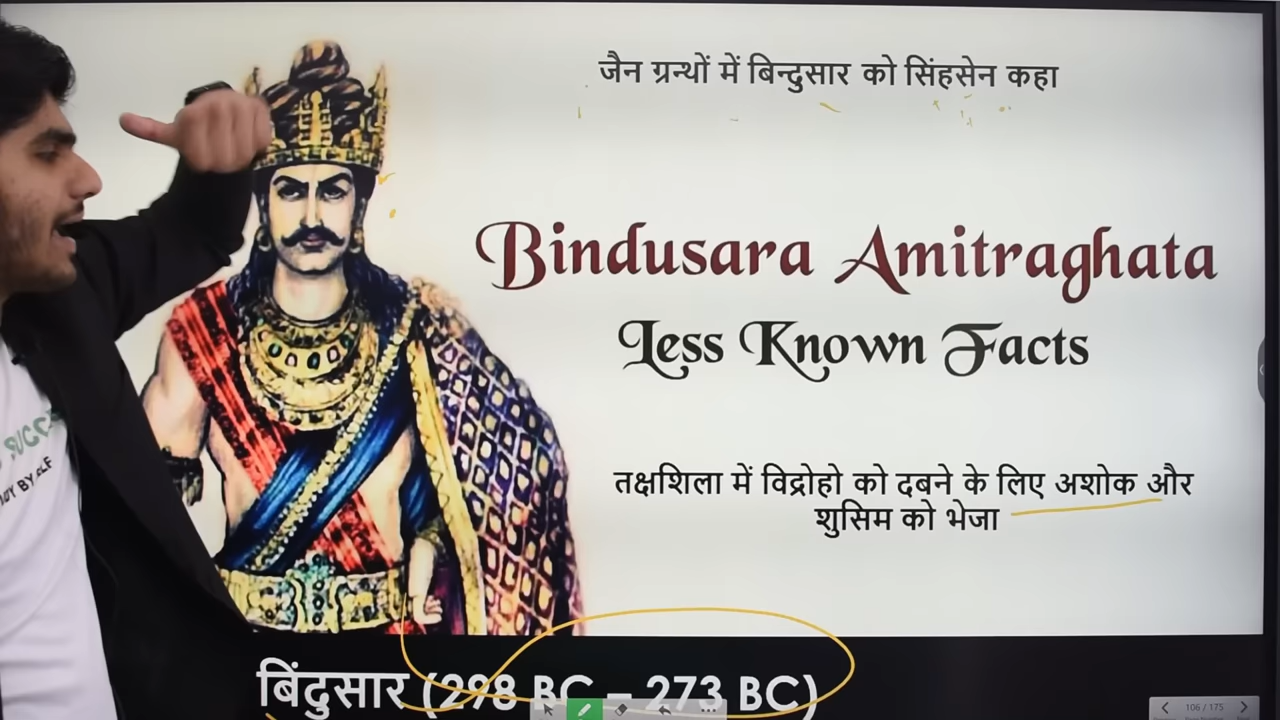 जैन ग्रन्थों में बिन्दुसार को सिंहसेन कहा
Bindusara Amitraghata
Less Known Facts
तक्षशिला में विद्रोहो को दबने के लिए अशोक और
शुसिम को भेजा
बिंदुसार (298 BC – 273 BC)
106 / 175